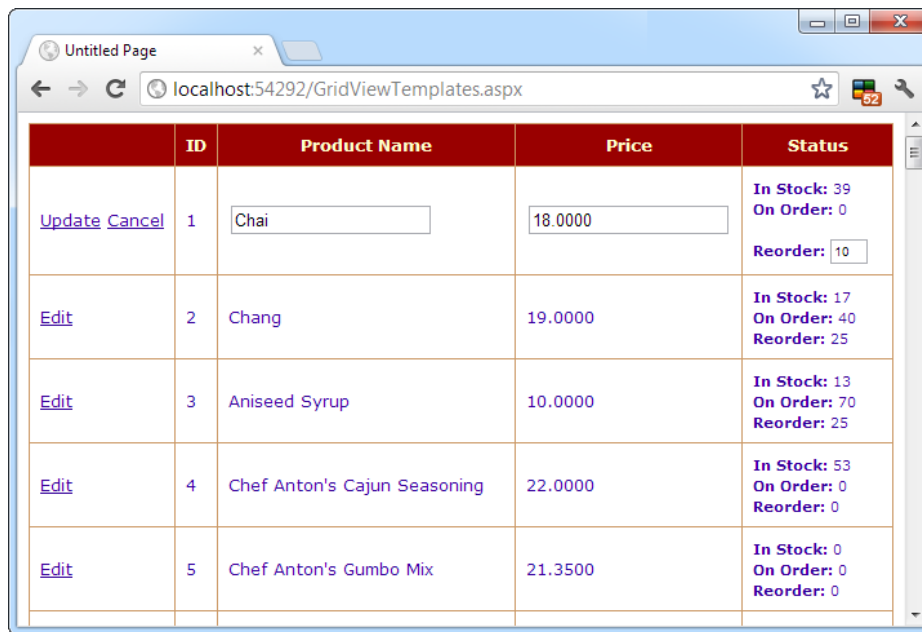 Untitled Page
localhost:54292/GridViewTemplates.aspx
52
ID Product Name Price Status
Update Cancel 1 Chai 18.0000 In Stock: 39
On Order: 0
Reorder: 10
Edit 2 Chang 19.0000 In Stock: 17
On Order: 40
Reorder: 25
Edit 3 Aniseed Syrup 10.0000 In Stock: 13
On Order: 70
Reorder: 25
Edit 4 Chef Anton's Cajun Seasoning 22.0000 In Stock: 53
On Order: 0
Reorder: 0
Edit 5 Chef Anton's Gumbo Mix 21.3500 In Stock: 0
On Order: 0
Reorder: 0